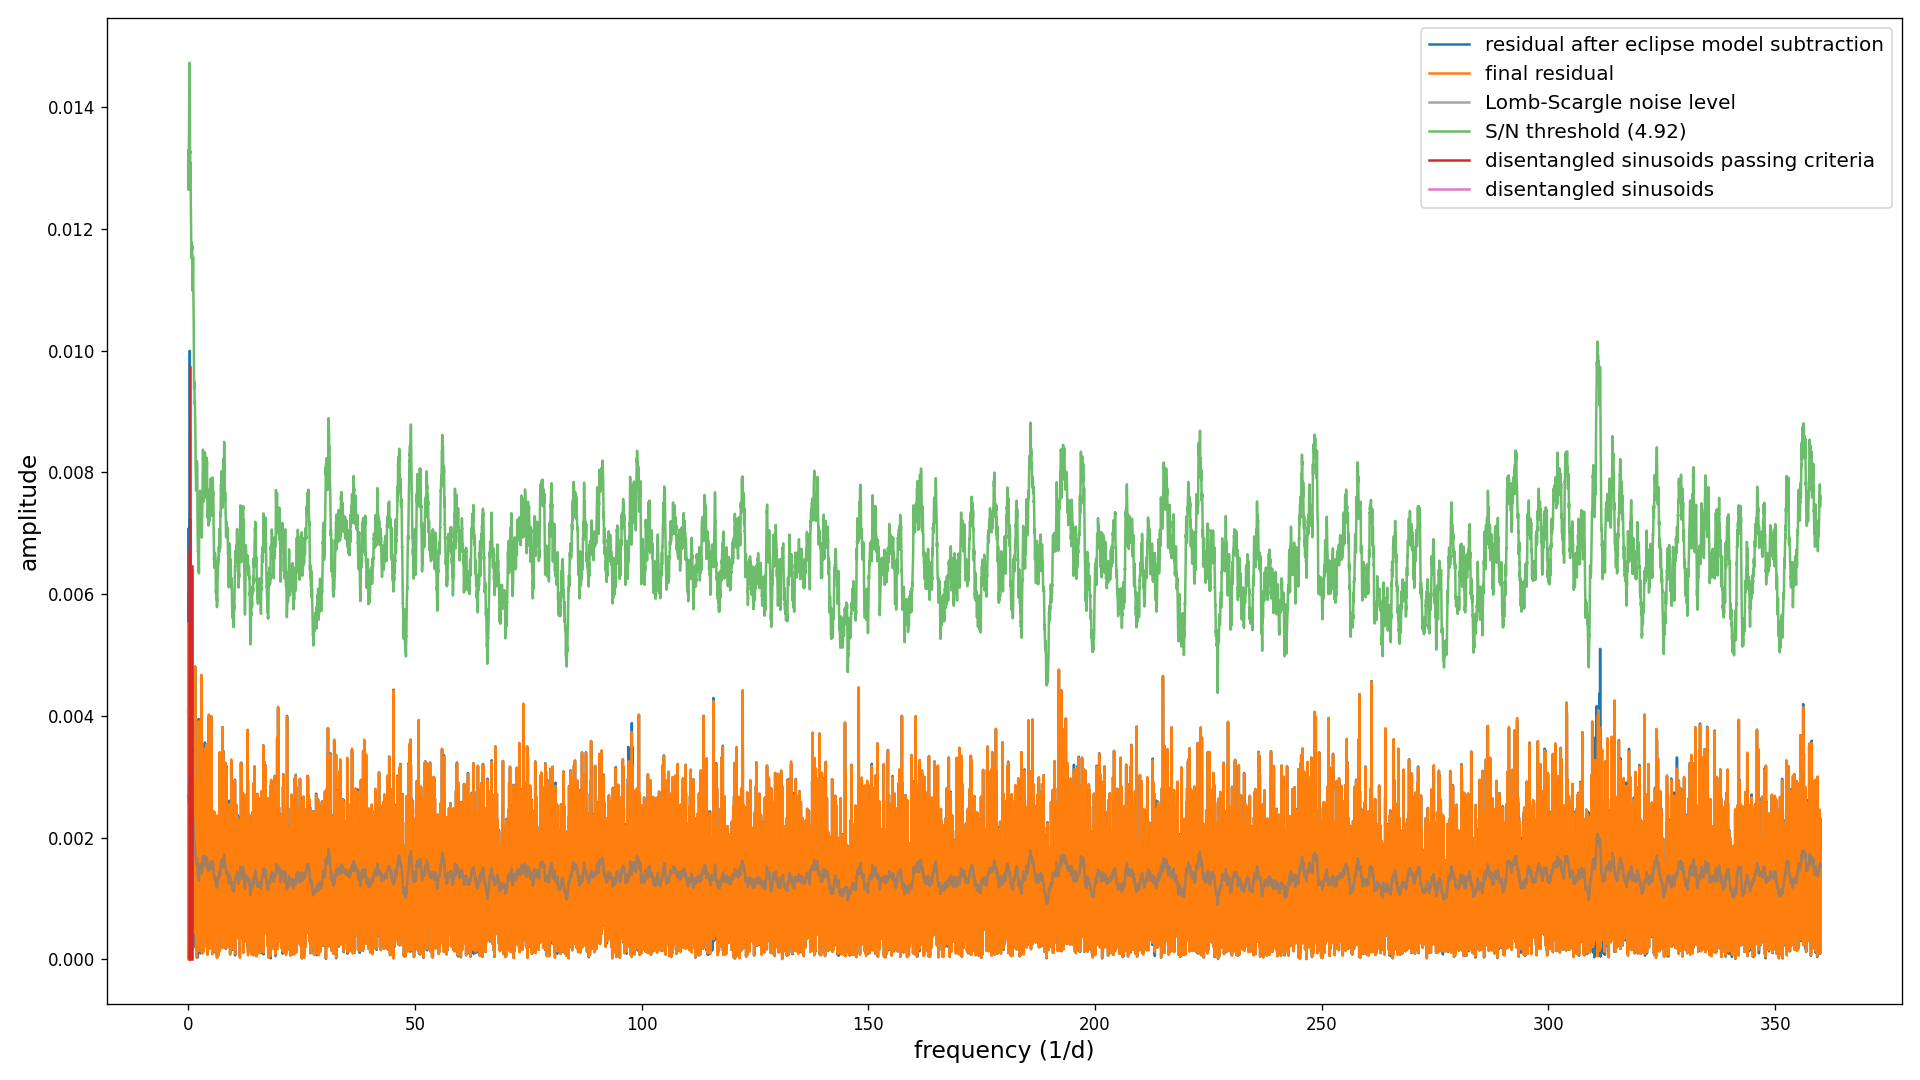 residual after eclipse model subtraction
final residual
Lomb-Scargle noise level
S/N threshold (4.92)
disentangled sinusoids passing criteria
disentangled sinusoids
amplitude
0.014
0.012
0.010
0.008
0.006
0.004
0.002
0.000
0 50 100 150 200 250 300 350
frequency (1/d)